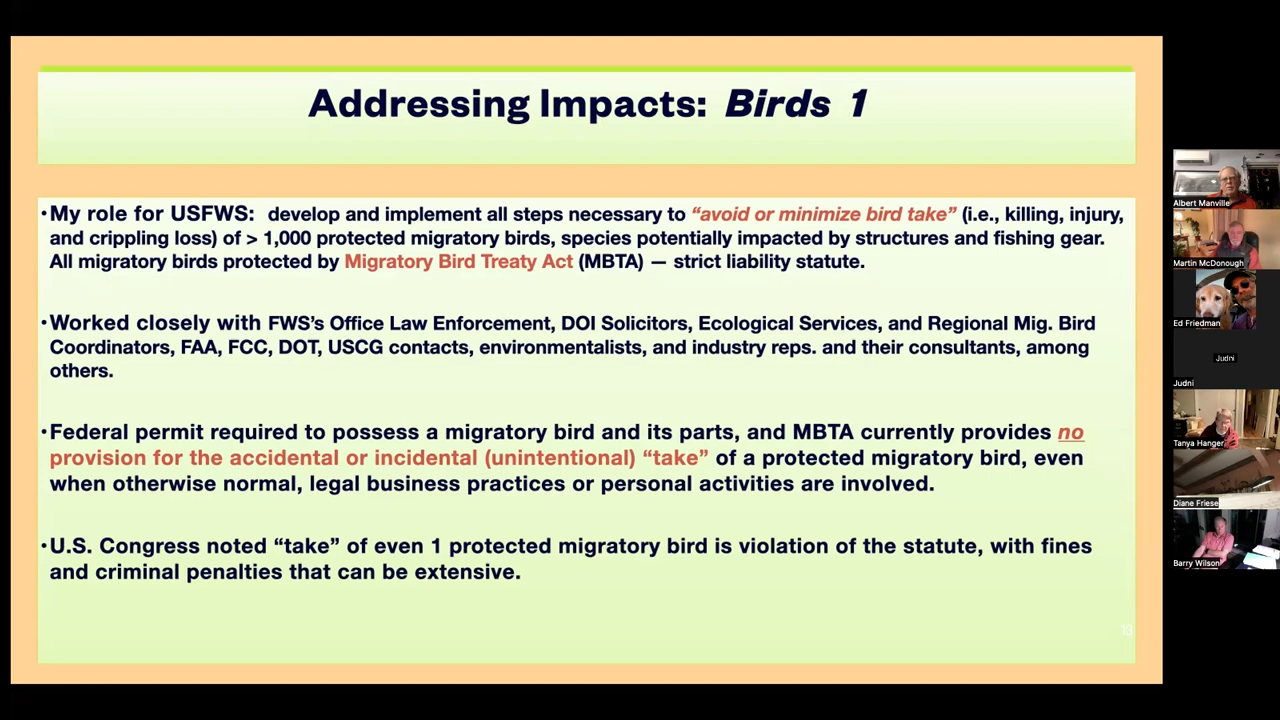 Addressing Impacts: Birds 1
•My role for USFWS: develop and implement all steps necessary to “avoid or minimize bird take” (i.e., killing, injury,
and crippling loss) of > 1,000 protected migratory birds, species potentially impacted by structures and fishing gear.
All migratory birds protected by Migratory Bird Treaty Act (MBTA) — strict liability statute.
•Worked closely with FWS’s Office Law Enforcement, DOI Solicitors, Ecological Services, and Regional Mig. Bird
Coordinators, FAA, FCC, DOT, USCG contacts, environmentalists, and industry reps. and their consultants, among
others.
•Federal permit required to possess a migratory bird and its parts, and MBTA currently provides no
provision for the accidental or incidental (unintentional) “take” of a protected migratory bird, even
when otherwise normal, legal business practices or personal activities are involved.
•U.S. Congress noted “take” of even 1 protected migratory bird is violation of the statute, with fines
and criminal penalties that can be extensive.
13
Albert Manville
Martin McDonough
Ed Friedman
Judni
Judni
Tanya Hanger
Diane Friese
Barry Wilson